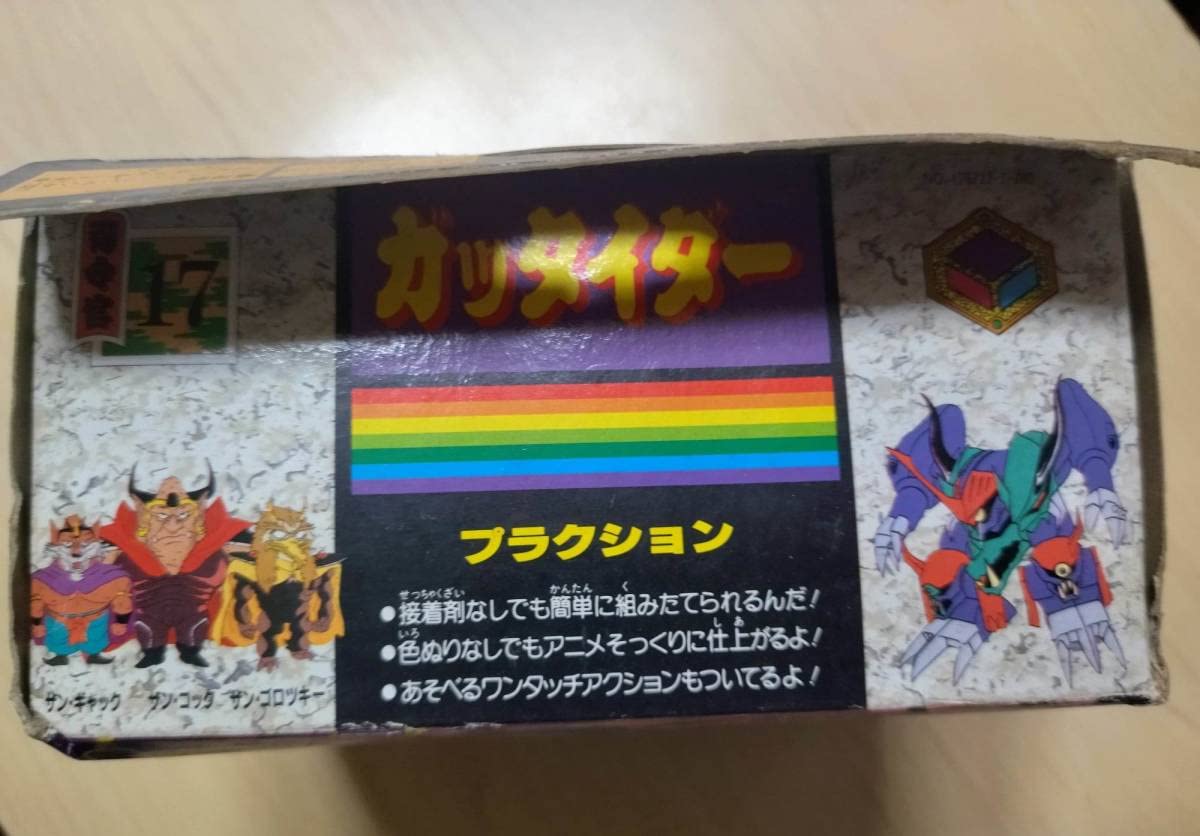 17
ガッタイダー
プラクション
せっちゃくざい かんたん く
●接着剤なしでも簡単に組みたてられるんだ!
いろ しあ
●色ぬりなしでもアニメそっくりに仕上がるよ!
●あそべるワンタッチアクションもついてるよ!
ザン・ギャック ザン・コッタ ザン・ゴロツキー